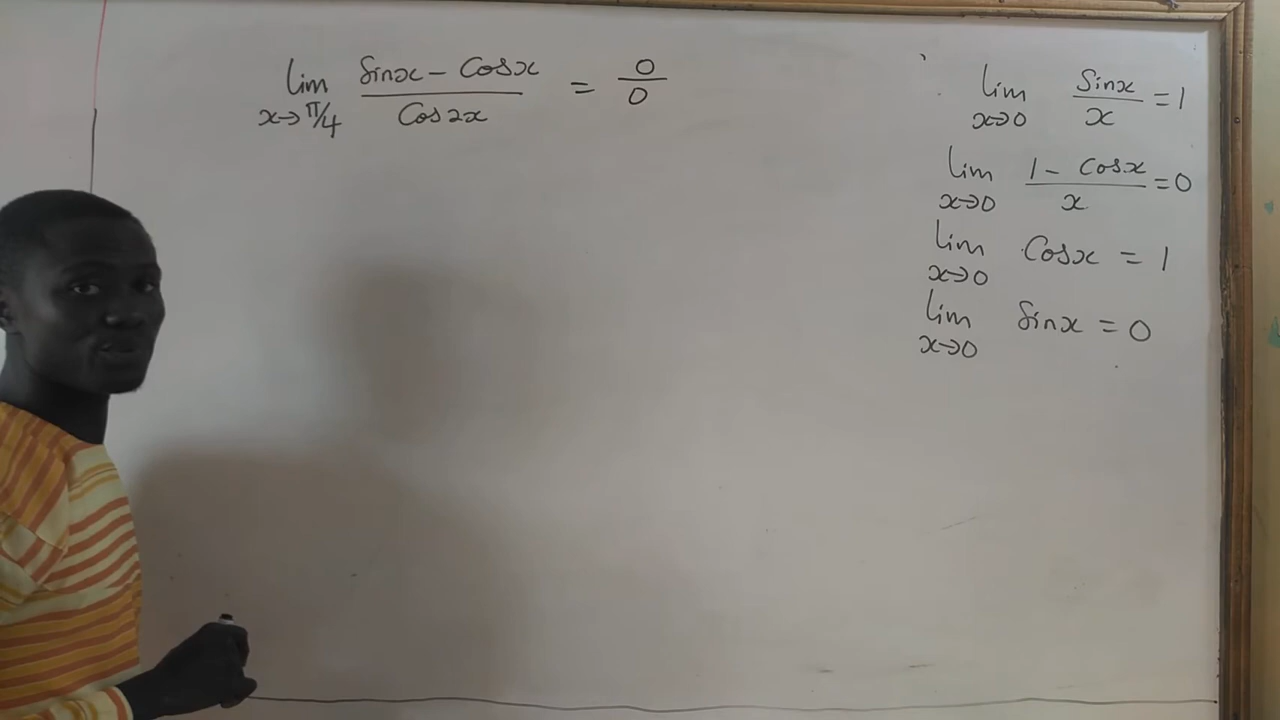 lim sinx - cosx / cos2x = 0/0
x→π/4
lim sinx / x = 1
x→0
lim 1 - cosx / x = 0
x→0
lim cosx = 1
x→0
lim sinx = 0
x→0